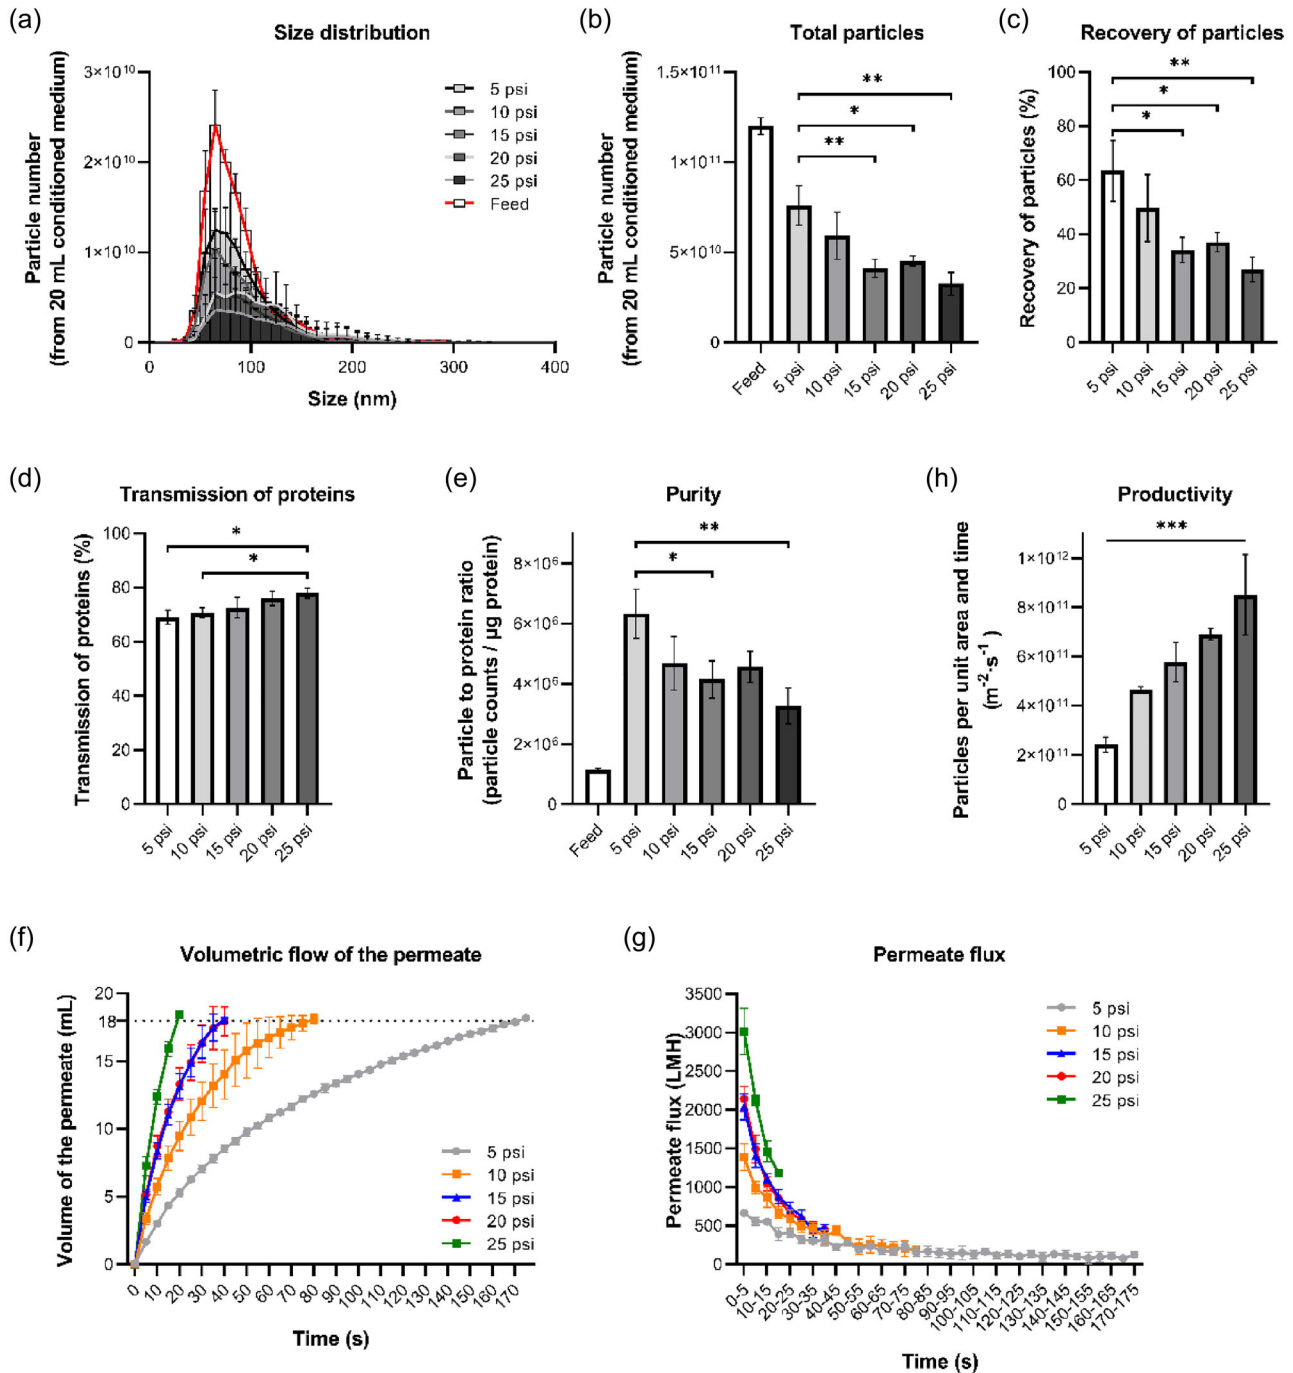 (a)
Size distribution
Particle number
(from 20 mL conditioned medium)
3×10¹⁰
2×10¹⁰
1×10¹⁰
0
0
100
200
300
400
Size (nm)
5 psi
10 psi
15 psi
20 psi
25 psi
Feed
(b)
Total particles
Particle number
(from 20 mL conditioned medium)
1.5×10¹¹
1×10¹¹
5×10¹⁰
0
**
*
**
Feed
5 psi
10 psi
15 psi
20 psi
25 psi
(c)
Recovery of particles
Recovery of particles (%)
100
80
60
40
20
0
**
*
*
5 psi
10 psi
15 psi
20 psi
25 psi
(d)
Transmission of proteins
Transmission of proteins (%)
100
80
60
40
20
0
*
*
5 psi
10 psi
15 psi
20 psi
25 psi
(e)
Purity
Particle to protein ratio
(particle counts / µg protein)
8×10⁶
6×10⁶
4×10⁶
2×10⁶
0
**
*
Feed
5 psi
10 psi
15 psi
20 psi
25 psi
(h)
Productivity
Particles per unit area and time
(m⁻²·s⁻¹)
1×10¹²
8×10¹¹
6×10¹¹
4×10¹¹
2×10¹¹
0
***
5 psi
10 psi
15 psi
20 psi
25 psi
(f)
Volumetric flow of the permeate
Volume of the permeate (mL)
20
18
15
10
5
0
0
10
20
30
40
50
60
70
80
90
100
110
120
130
140
150
160
170
Time (s)
5 psi
10 psi
15 psi
20 psi
25 psi
(g)
Permeate flux
Permeate flux (LMH)
3500
3000
2500
2000
1500
1000
500
0
0-5
10-15
20-25
30-35
40-45
50-55
60-65
70-75
80-85
90-95
100-105
110-115
120-125
130-135
140-145
150-155
160-165
170-175
Time (s)
5 psi
10 psi
15 psi
20 psi
25 psi